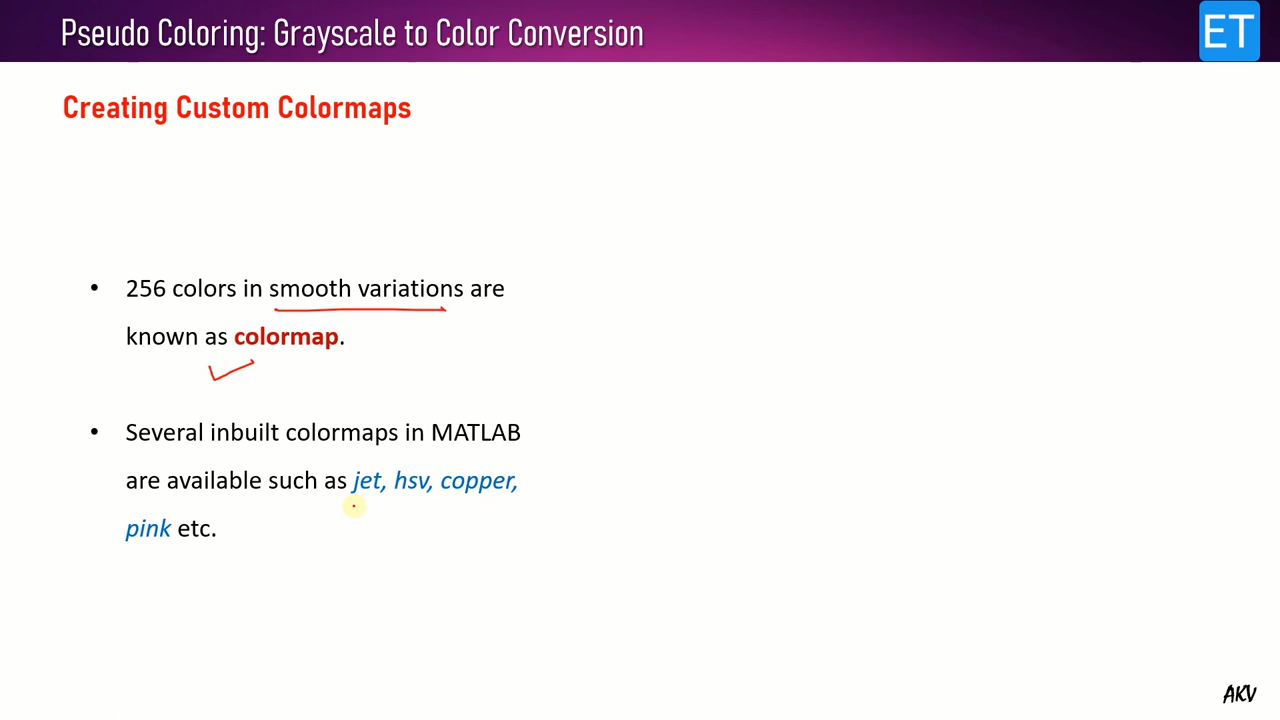 Pseudo Coloring: Grayscale to Color Conversion
ET
Creating Custom Colormaps
• 256 colors in smooth variations are
known as colormap.
• Several inbuilt colormaps in MATLAB
are available such as jet, hsv, copper,
pink etc.
AKV